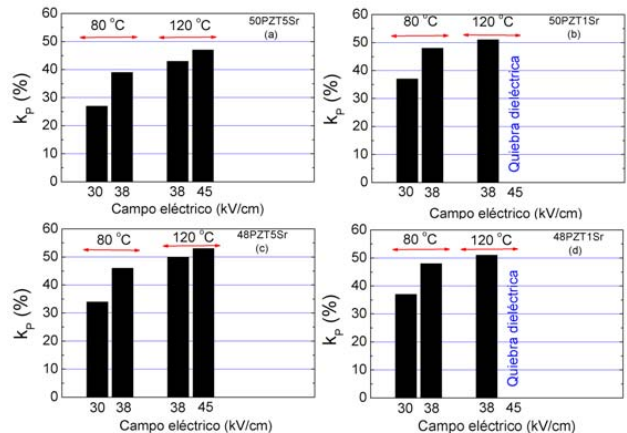 80 °C
120 °C
50PZT5Sr
(a)
60
50
40
30
20
10
0
k_P (%)
30 38 38 45
Campo eléctrico (kV/cm)
80 °C
120 °C
50PZT1Sr
(b)
60
50
40
30
20
10
0
k_P (%)
Quiebra dieléctrica
30 38 38 45
Campo eléctrico (kV/cm)
80 °C
120 °C
48PZT5Sr
(c)
60
50
40
30
20
10
0
k_P (%)
30 38 38 45
Campo eléctrico (kV/cm)
80 °C
120 °C
48PZT1Sr
(d)
60
50
40
30
20
10
0
k_P (%)
Quiebra dieléctrica
30 38 38 45
Campo eléctrico (kV/cm)